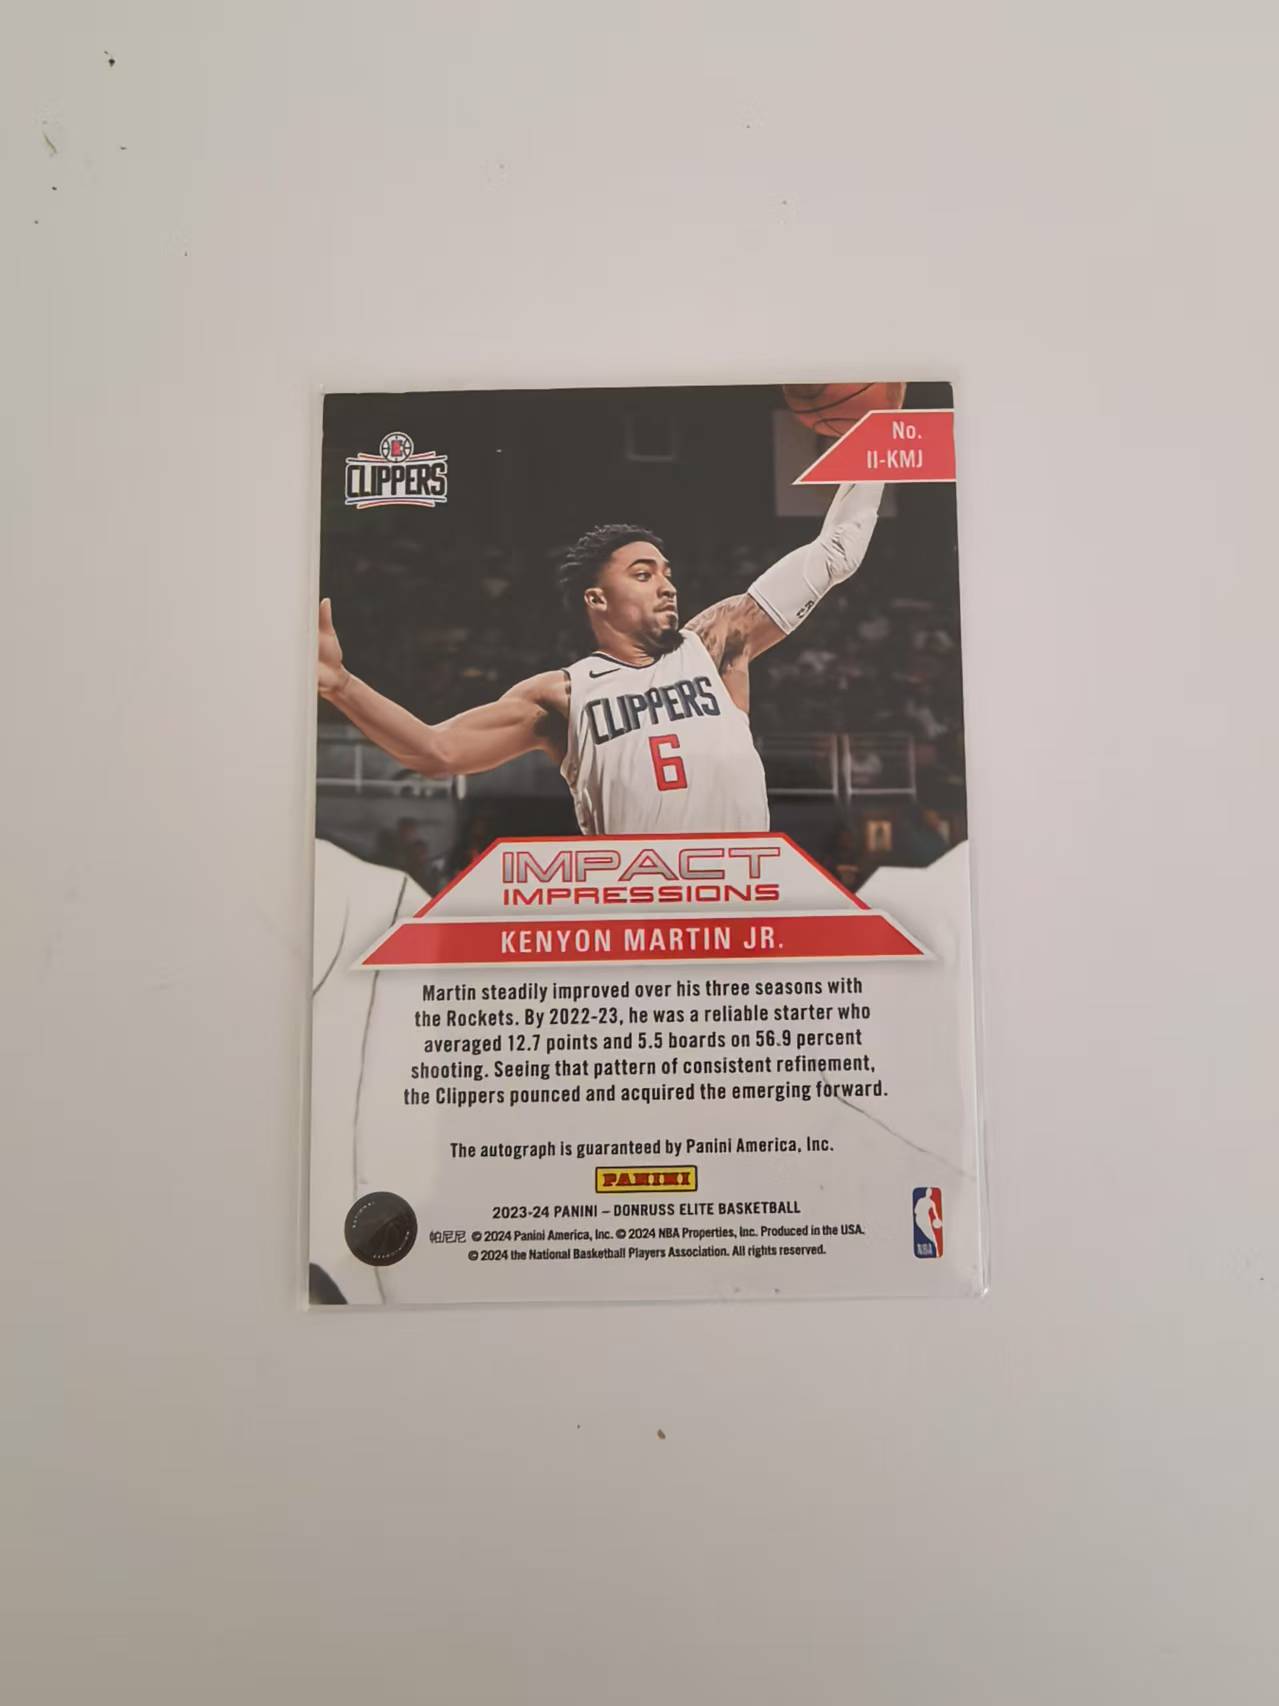 No.
II-KMJ
CLIPPERS
CLIPPERS
6
IMPACT
IMPRESSIONS
KENYON MARTIN JR.
Martin steadily improved over his three seasons with
the Rockets. By 2022-23, he was a reliable starter who
averaged 12.7 points and 5.5 boards on 56.9 percent
shooting. Seeing that pattern of consistent refinement,
the Clippers pounced and acquired the emerging forward.
The autograph is guaranteed by Panini America, Inc.
PANINI
2023-24 PANINI – DONRUSS ELITE BASKETBALL
帕尼尼 © 2024 Panini America, Inc. © 2024 NBA Properties, Inc. Produced in the USA.
© 2024 the National Basketball Players Association. All rights reserved.
NBA